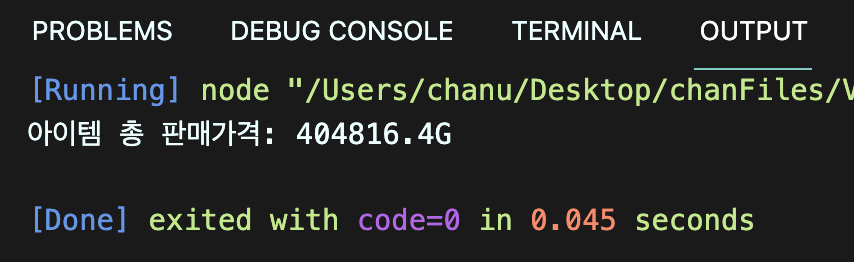 PROBLEMS DEBUG CONSOLE TERMINAL OUTPUT
[Running] node "/Users/chanu/Desktop/chanFiles/V
아이템 총 판매가격: 404816.4G
[Done] exited with code=0 in 0.045 seconds